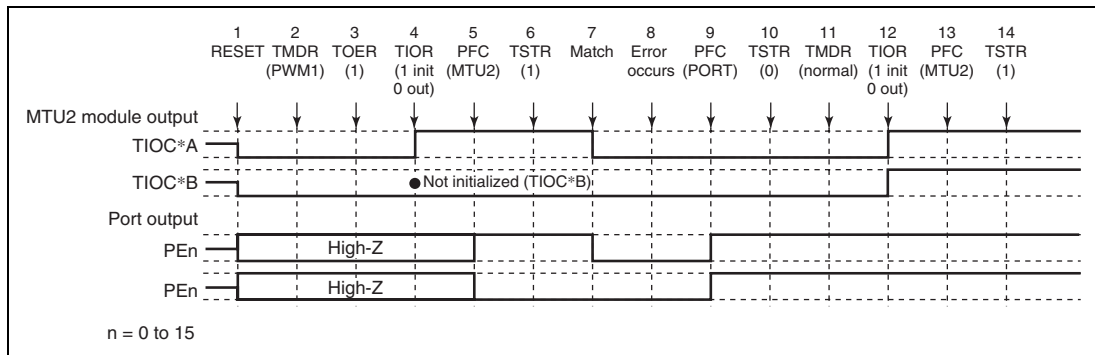 1 2 3 4 5 6 7 8 9 10 11 12 13 14
RESET TMDR TOER TIOR PFC TSTR Match Error PFC TSTR TMDR TIOR PFC TSTR
(PWM1) (1) (1 init (MTU2) (1) occurs (PORT) (0) (normal) (1 init (MTU2) (1)
0 out) 0 out)
MTU2 module output
TIOC*A
TIOC*B
Not initialized (TIOC*B)
Port output
PEn
High-Z
PEn
High-Z
n = 0 to 15